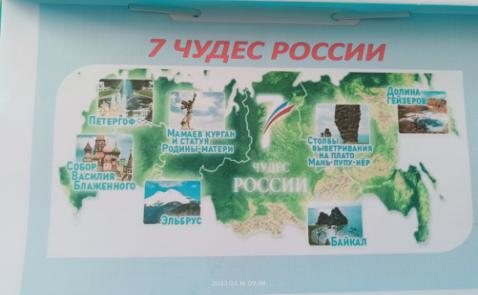 7 ЧУДЕС РОССИИ
ПЕТЕРГОФ
МАМАЕВ КУРГАН
И СТАТУЯ
РОДИНЫ-МАТЕРИ
7
ЧУДЕС
РОССИИ
СТОЛБЫ
ВЫВЕТРИВАНИЯ
НА ПЛАТО
МАНЬ-ПУПУ-НЕР
ДОЛИНА
ГЕЙЗЕРОВ
СОБОР
ВАСИЛИЯ
БЛАЖЕННОГО
ЭЛЬБРУС
БАЙКАЛ